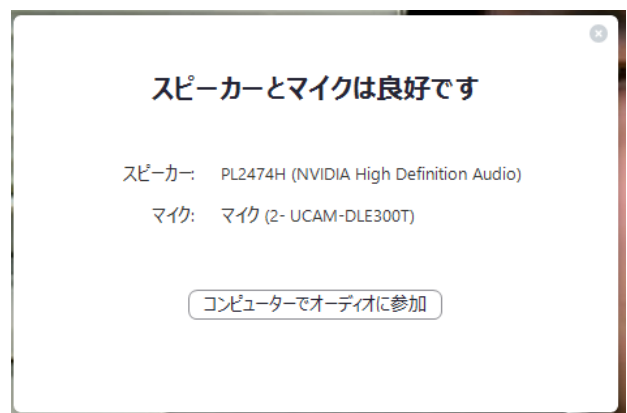 スピーカーとマイクは良好です
スピーカー: PL2474H (NVIDIA High Definition Audio)
マイク: マイク (2- UCAM-DLE300T)
コンピューターでオーディオに参加